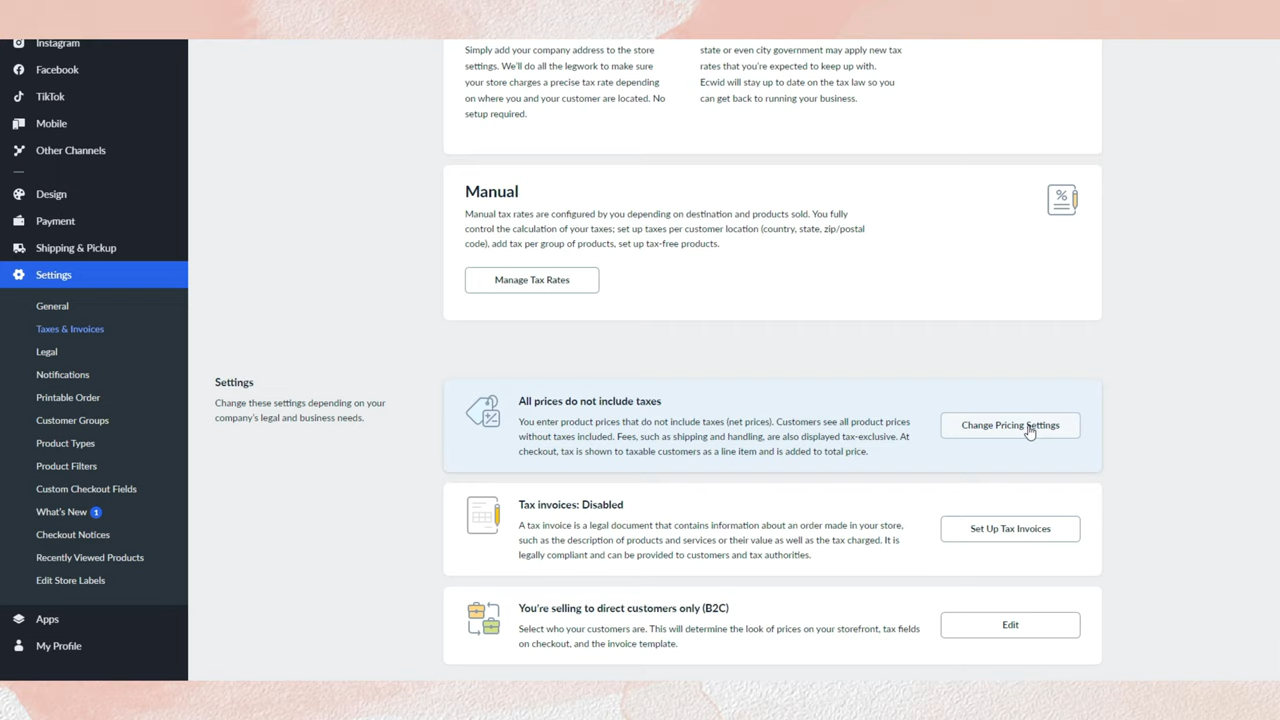 Instagram
Facebook
TikTok
Mobile
Other Channels
Design
Payment
Shipping & Pickup
Settings
General
Taxes & Invoices
Legal
Notifications
Printable Order
Customer Groups
Product Types
Product Filters
Custom Checkout Fields
What's New 1
Checkout Notices
Recently Viewed Products
Edit Store Labels
Apps
My Profile
Simply add your company address to the store
settings. We'll do all the legwork to make sure
your store charges a precise tax rate depending
on where you and your customer are located. No
setup required.
state or even city government may apply new tax
rates that you're expected to keep up with.
Ecwid will stay up to date on the tax law so you
can get back to running your business.
Manual
Manual tax rates are configured by you depending on destination and products sold. You fully
control the calculation of your taxes; set up taxes per customer location (country, state, zip/postal
code), add tax per group of products, set up tax-free products.
Manage Tax Rates
Settings
Change these settings depending on your
company's legal and business needs.
All prices do not include taxes
You enter product prices that do not include taxes (net prices). Customers see all product prices
without taxes included. Fees, such as shipping and handling, are also displayed tax-exclusive. At
checkout, tax is shown to taxable customers as a line item and is added to total price.
Change Pricing Settings
Tax invoices: Disabled
A tax invoice is a legal document that contains information about an order made in your store,
such as the description of products and services or their value as well as the tax charged. It is
legally compliant and can be provided to customers and tax authorities.
Set Up Tax Invoices
You're selling to direct customers only (B2C)
Select who your customers are. This will determine the look of prices on your storefront, tax fields
on checkout, and the invoice template.
Edit